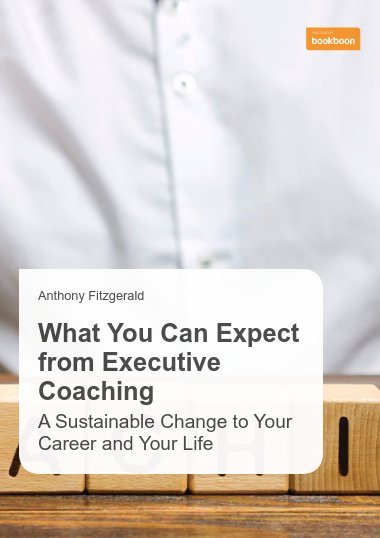 bookboon
Anthony Fitzgerald
What You Can Expect
from Executive
Coaching
A Sustainable Change to Your
Career and Your Life